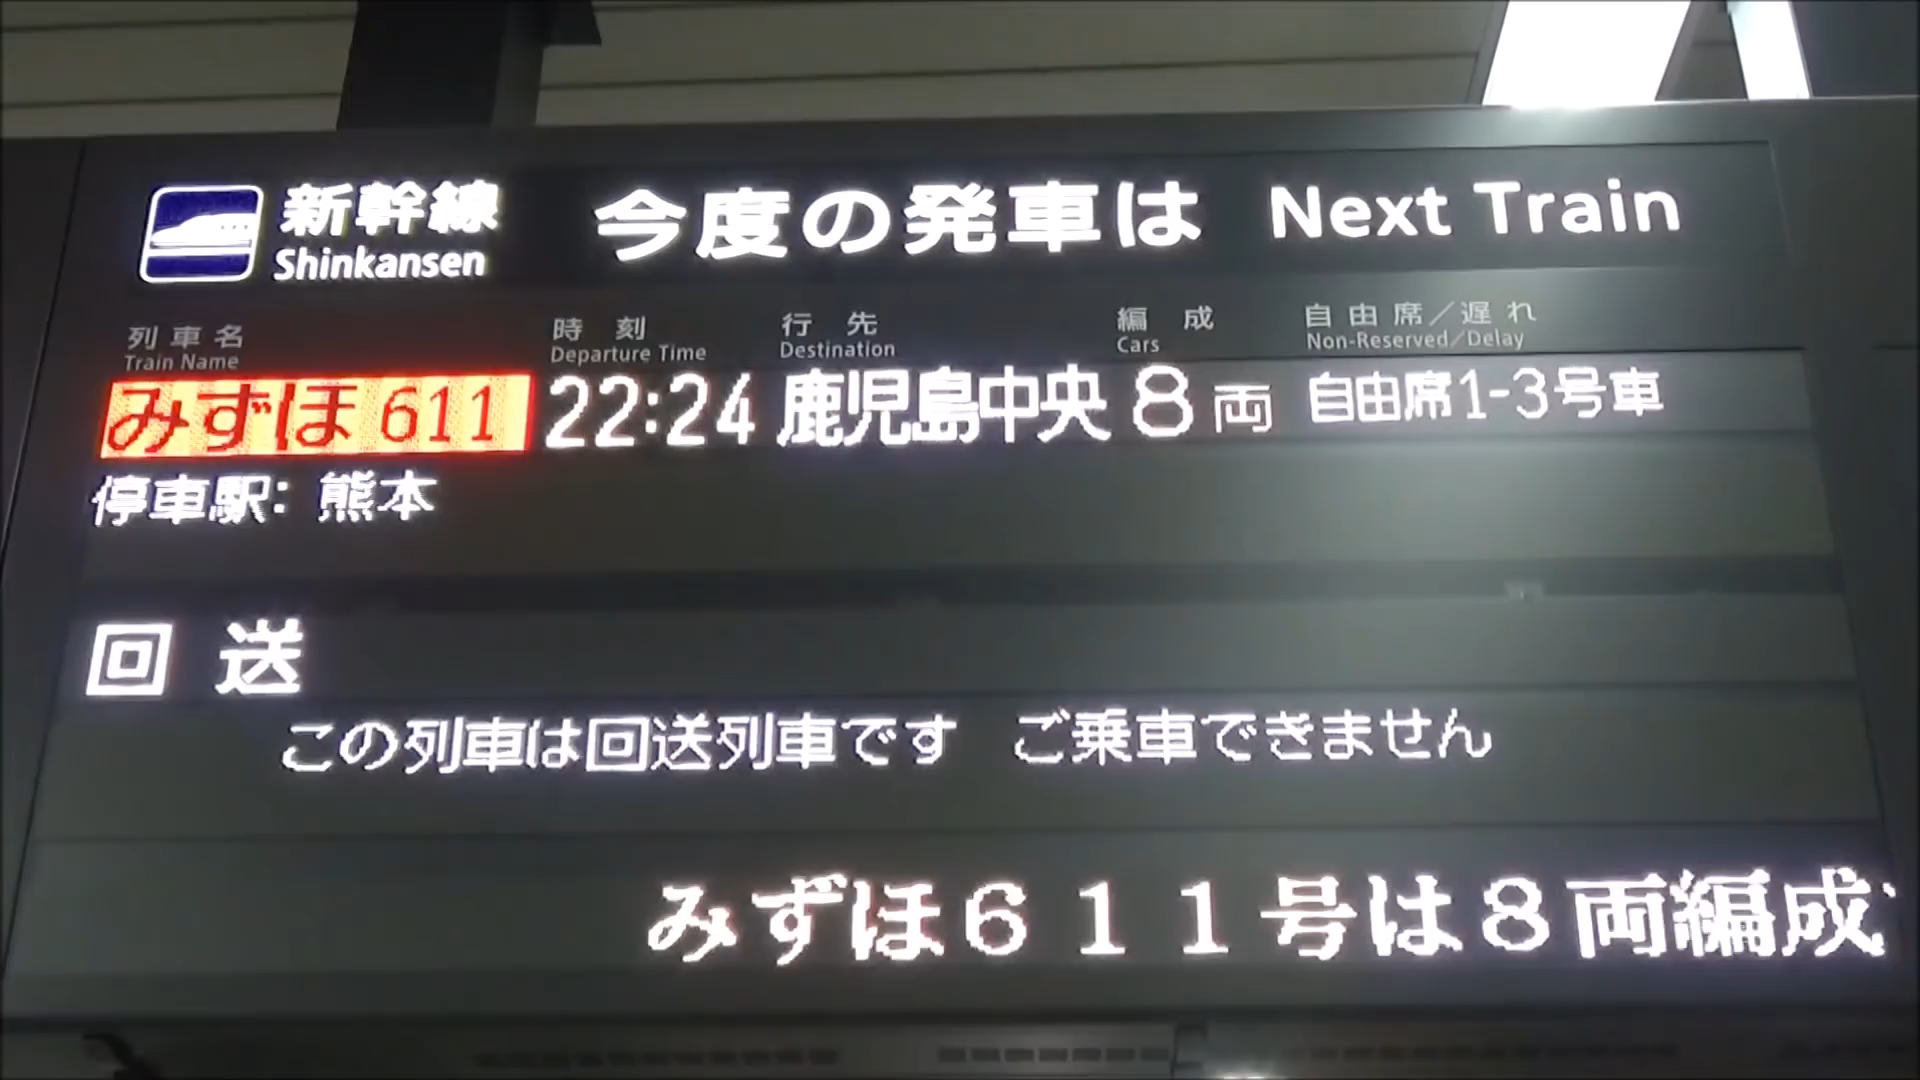 新幹線 今度の発車は Next Train
Shinkansen
列車名 時刻 行先 編成 自由席／遅れ
Train Name Departure Time Destination Cars Non-Reserved/Delay
みずほ 611 22:24 鹿児島中央 8両 自由席1-3号車
停車駅: 熊本
回送
この列車は回送列車です ご乗車できません
みずほ６１１号は８両編成